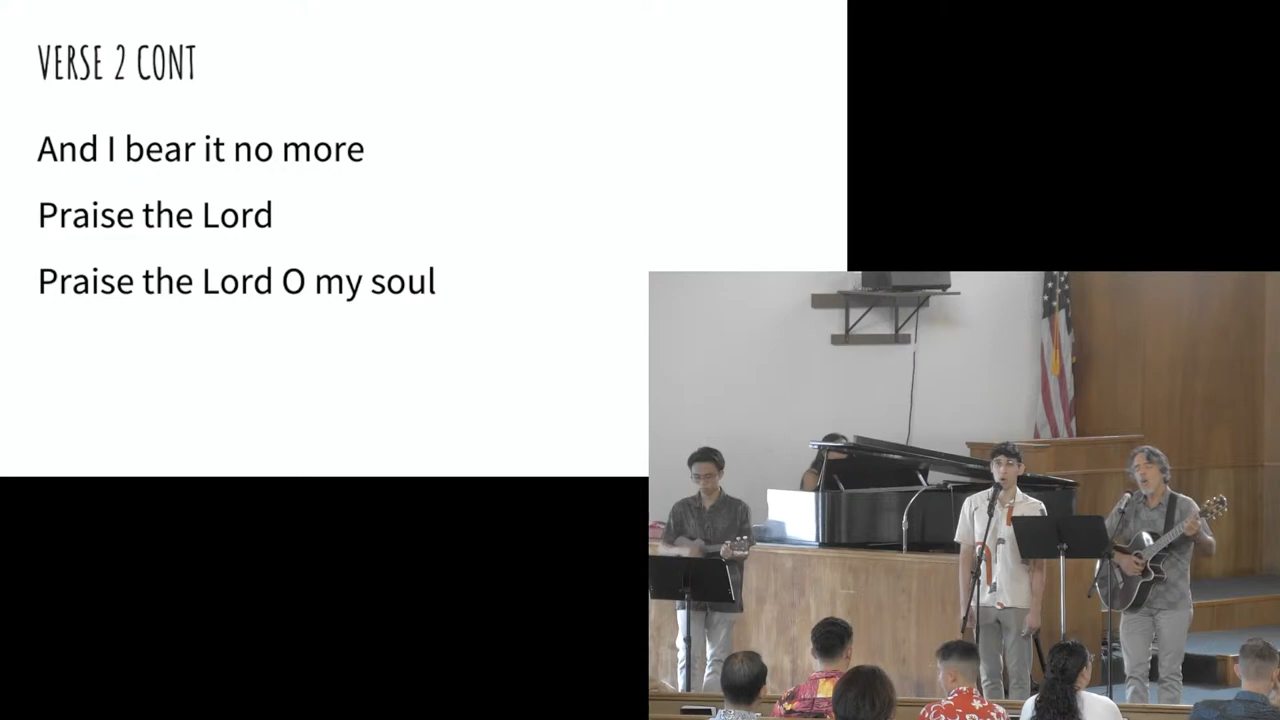 VERSE 2 CONT
And I bear it no more
Praise the Lord
Praise the Lord O my soul